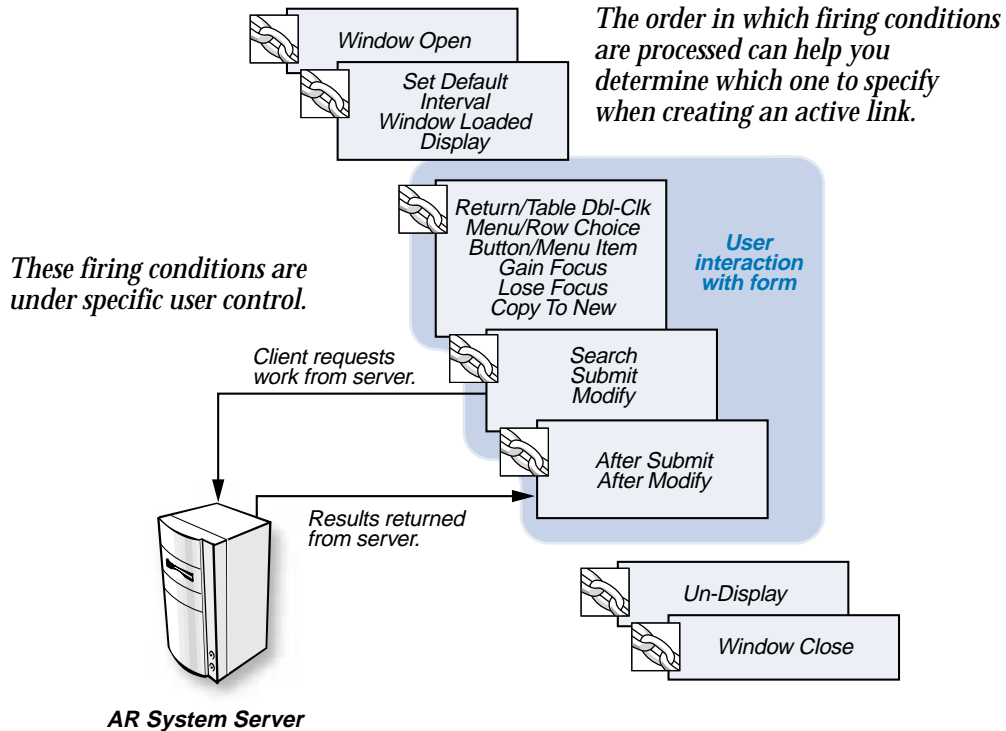 Window Open
The order in which firing conditions
are processed can help you
determine which one to specify
when creating an active link.
Set Default
Interval
Window Loaded
Display
Return/Table Dbl-Clk
Menu/Row Choice
Button/Menu Item
Gain Focus
Lose Focus
Copy To New
User
interaction
with form
These firing conditions are
under specific user control.
Client requests
work from server.
Search
Submit
Modify
After Submit
After Modify
Results returned
from server.
Un-Display
Window Close
AR System Server